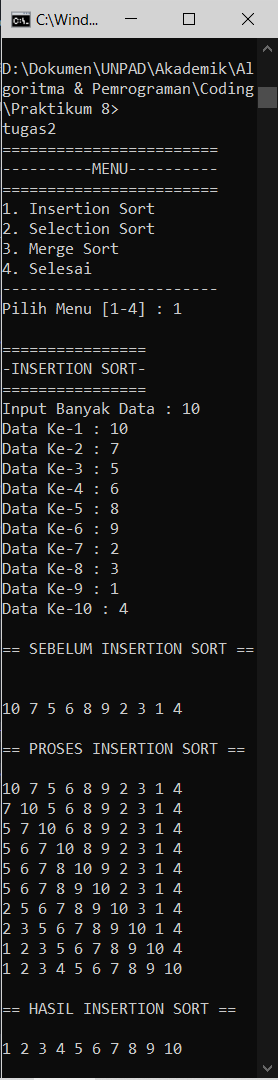 C:\Wind...
D:\Dokumen\UNPAD\Akademik\Al
goritma & Pemrograman\Coding
\Praktikum 8>
tugas2
========================
----------MENU----------
========================
1. Insertion Sort
2. Selection Sort
3. Merge Sort
4. Selesai
------------------------
Pilih Menu [1-4] : 1
================
-INSERTION SORT-
================
Input Banyak Data : 10
Data Ke-1 : 10
Data Ke-2 : 7
Data Ke-3 : 5
Data Ke-4 : 6
Data Ke-5 : 8
Data Ke-6 : 9
Data Ke-7 : 2
Data Ke-8 : 3
Data Ke-9 : 1
Data Ke-10 : 4
== SEBELUM INSERTION SORT ==
10 7 5 6 8 9 2 3 1 4
== PROSES INSERTION SORT ==
10 7 5 6 8 9 2 3 1 4
7 10 5 6 8 9 2 3 1 4
5 7 10 6 8 9 2 3 1 4
5 6 7 10 8 9 2 3 1 4
5 6 7 8 10 9 2 3 1 4
5 6 7 8 9 10 2 3 1 4
2 5 6 7 8 9 10 3 1 4
2 3 5 6 7 8 9 10 1 4
1 2 3 5 6 7 8 9 10 4
1 2 3 4 5 6 7 8 9 10
== HASIL INSERTION SORT ==
1 2 3 4 5 6 7 8 9 10